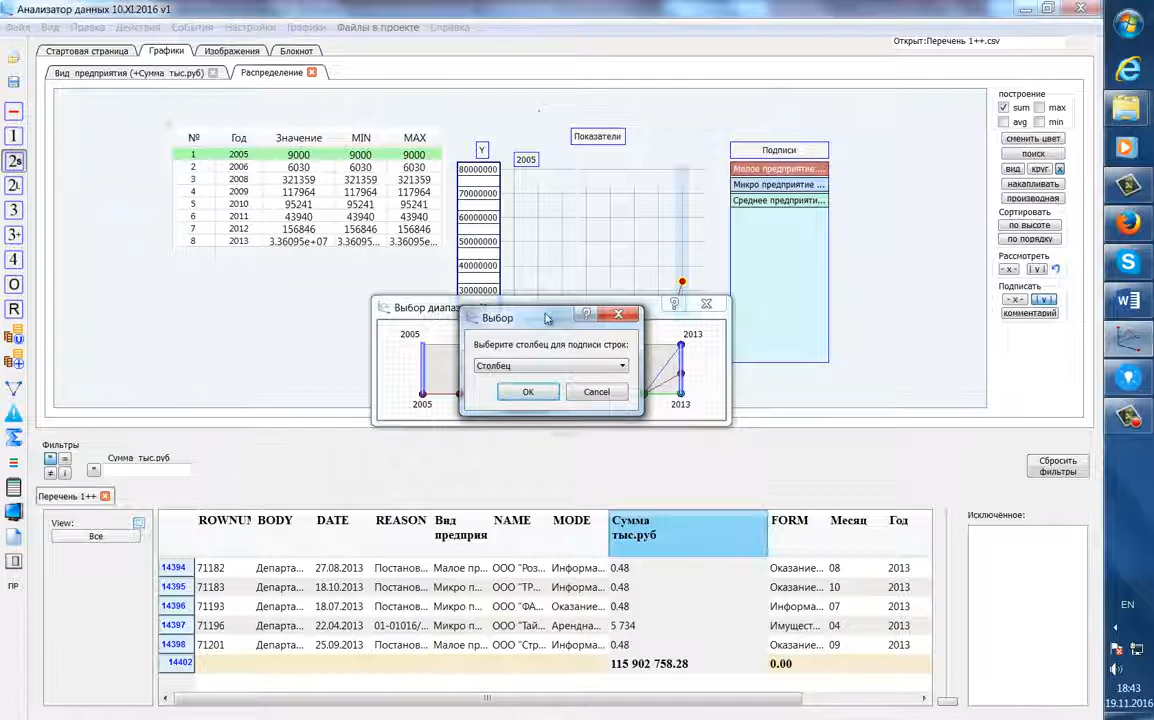 Анализатор данных 10.XI.2016 v1
Файл Вид Правка Действия События Настройки Графики Файлы в проекте Справка
Стартовая страница Графики Изображения Блокнот
Открыт:Перечень 1++.csv
Вид предприятия (+Сумма тыс.руб) Распределение
построение
sum max
avg min
сменить цвет
поиск
вид круг x
накапливать
производная
Сортировать
по высоте
по порядку
Рассмотреть
- x - | v |
Подписать
- x - | v |
комментарий
№ Год Значение MIN MAX
1 2005 9000 9000 9000
2 2006 6030 6030 6030
3 2008 321359 321359 321359
4 2009 117964 117964 117964
5 2010 95241 95241 95241
6 2011 43940 43940 43940
7 2012 156846 156846 156846
8 2013 3.36095e+07 3.36095... 3.36095e...
Y
Показатели
2005
80000000
70000000
60000000
50000000
40000000
30000000
Подписи
Малое предприятие...
Микро предприятие ...
Среднее предприяти...
Выбор диапаз
2005 2013
2005 2013
Выбор
Выберите столбец для подписи строк:
Столбец
OK Cancel
1
2s
2L
3
3+
4
O
R
ПР
Фильтры
" =
≠ i
Сумма тыс.руб
"
Сбросить
фильтры
Перечень 1++
View:
Все
ROWNUM BODY DATE REASON Вид предприя NAME MODE Сумма тыс.руб FORM Месяц Год
14394 71182 Департа... 27.08.2013 Постанов... Малое пр... ООО "Роз... Информа... 0.48 Оказание... 08 2013
14395 71183 Департа... 18.10.2013 Постанов... Микро п... ООО "ТР... Информа... 0.48 Оказание... 10 2013
14396 71193 Департа... 18.07.2013 Постанов... Микро п... ООО "ФА... Оказание... 0.48 Информа... 07 2013
14397 71196 Департа... 22.04.2013 01-01016/... Микро п... ООО "Тай... Арендна... 5 734 Имущест... 04 2013
14398 71201 Департа... 25.09.2013 Постанов... Малое пр... ООО "Стр... Информа... 0.48 Оказание... 09 2013
14402 115 902 758.28 0.00
Исключённое:
EN
18:43
19.11.2016